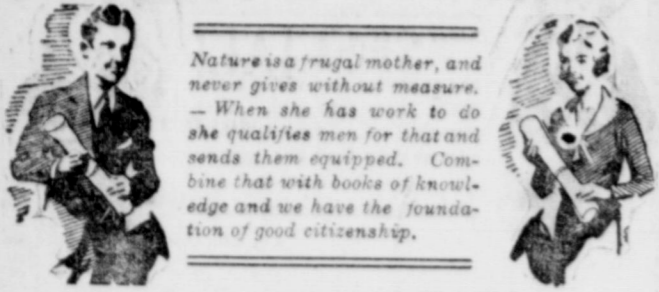 Nature is a frugal mother, and
never gives without measure.
— When she has work to do
she qualifies men for that and
sends them equipped. Com-
bine that with books of knowl-
edge and we have the founda-
tion of good citizenship.